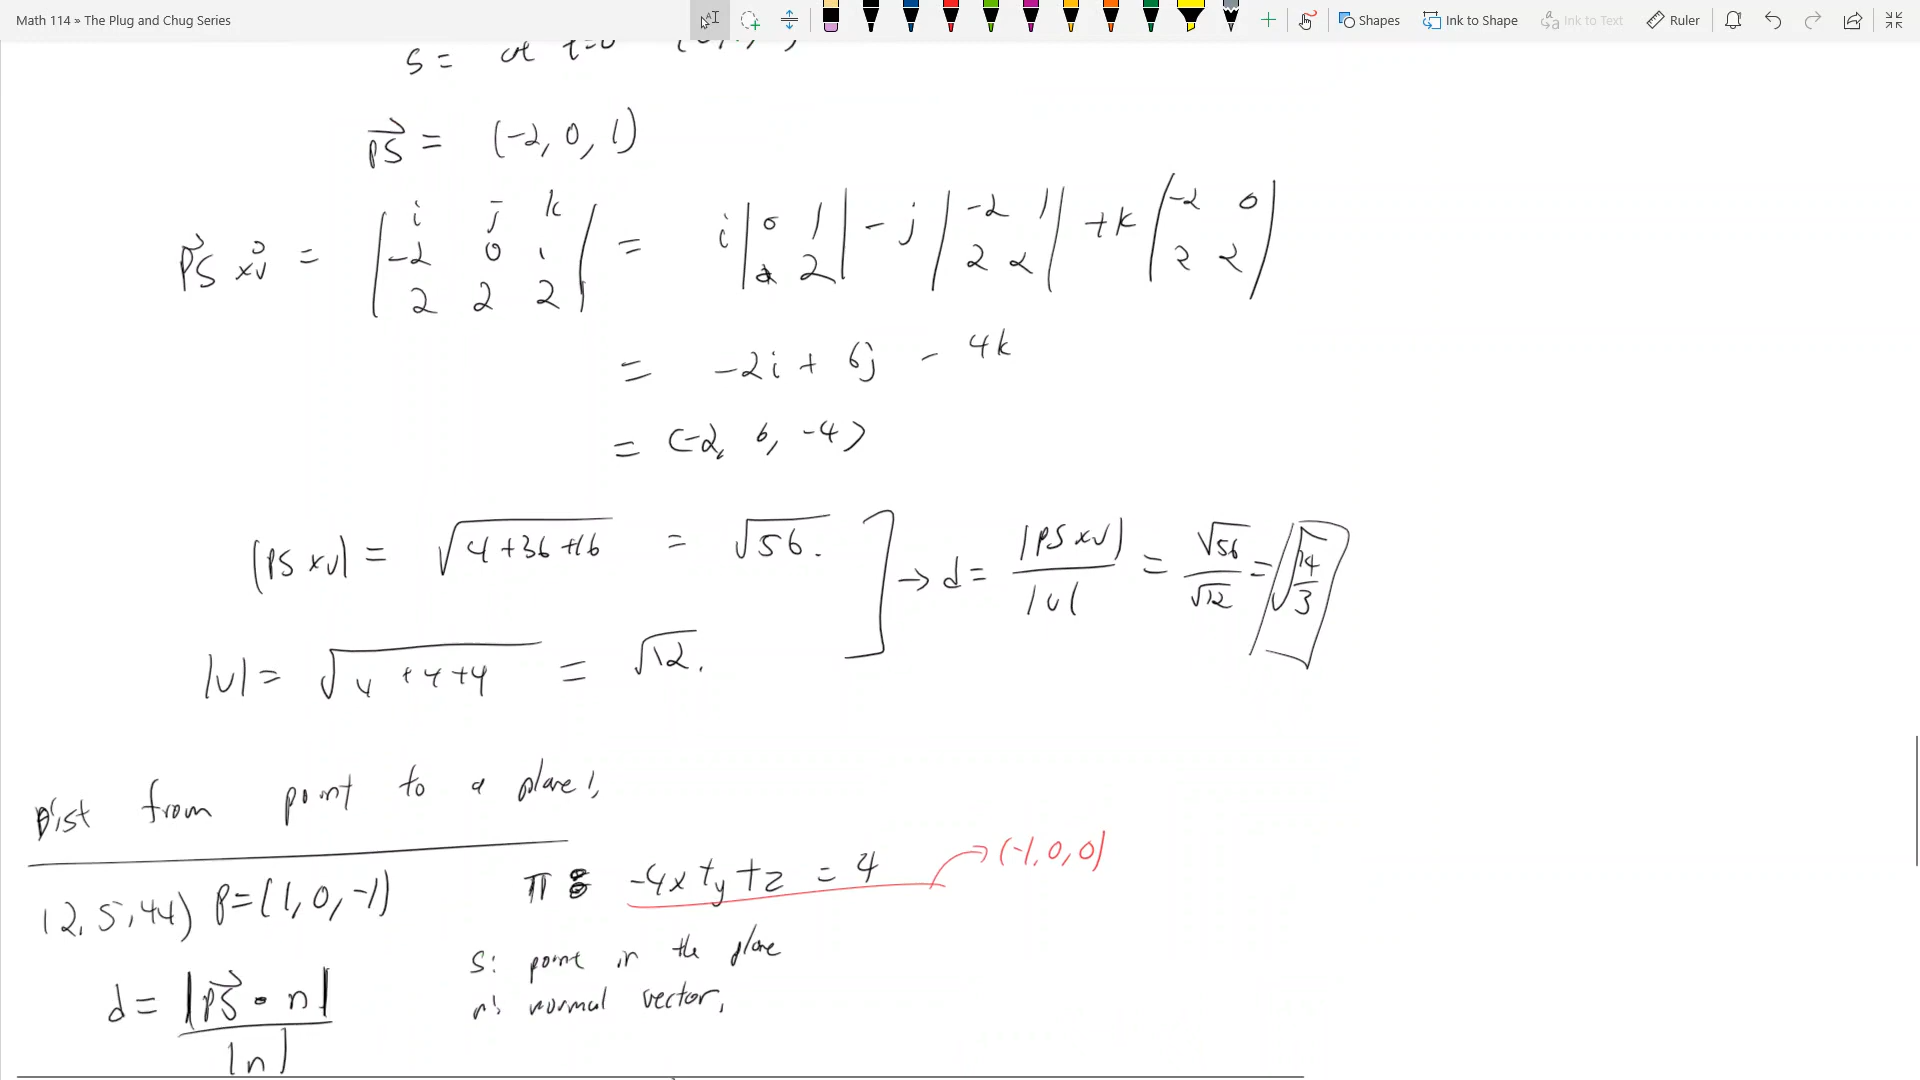 Math 114 » The Plug and Chug Series
Shapes Ink to Shape Ink to Text Ruler
S = at t=0
PS = (-2, 0, 1)
PS x v = | i j k | = i | 0 1 | - j | -2 1 | + k | -2 0 |
| -2 0 1 | | 2 2 | | 2 2 | | 2 2 |
| 2 2 2 |
= -2i + 6j - 4k
= (-2, 6, -4)
|PS x v| = √(4+36+16) = √56. ] → d = |PS x v| / |v| = √56 / √12 = √(14/3)
|v| = √(4+4+4) = √12.
Dist from point to a plane,
(2, 5, 44) P = (1, 0, -1) π: -4x + y + z = 4 → (-1, 0, 0)
S: point in the plane
n: normal vector,
d = |PS • n| / |n|